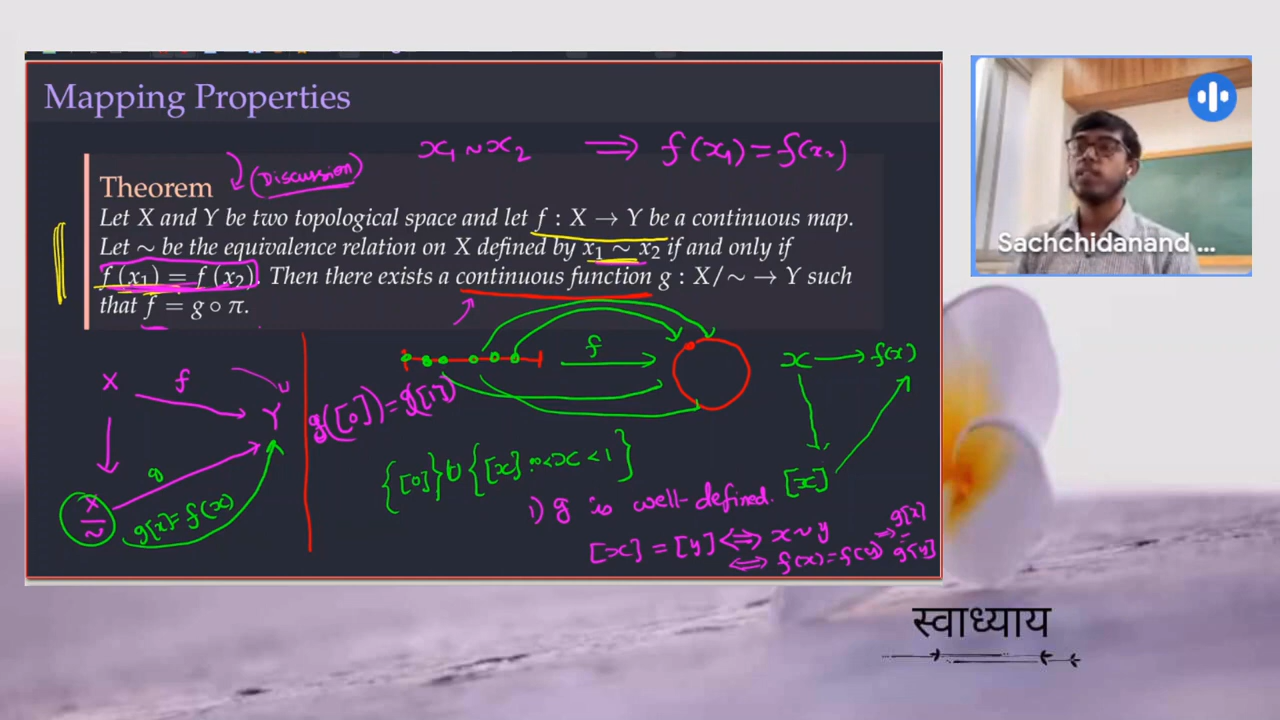 Mapping Properties
x₁ ~ x₂ ⟹ f(x₁) = f(x₂)
(Discussion)
Theorem
Let X and Y be two topological space and let f : X → Y be a continuous map.
Let ∼ be the equivalence relation on X defined by x₁ ∼ x₂ if and only if
f(x₁) = f(x₂). Then there exists a continuous function g : X/∼ → Y such
that f = g ∘ π.
Sachchidanand ...
X f Y
f
x → f(x)
g([0]) = g[1])
{[0]} ∪ {[x] : 0 < x < 1}
[x]
X/~ g
g[x] = f(x)
1) g is well-defined.
[x] = [y] ⟺ x ~ y
⟺ f(x) = f(y) ⟹ g[x] = g[y]
स्वाध्याय